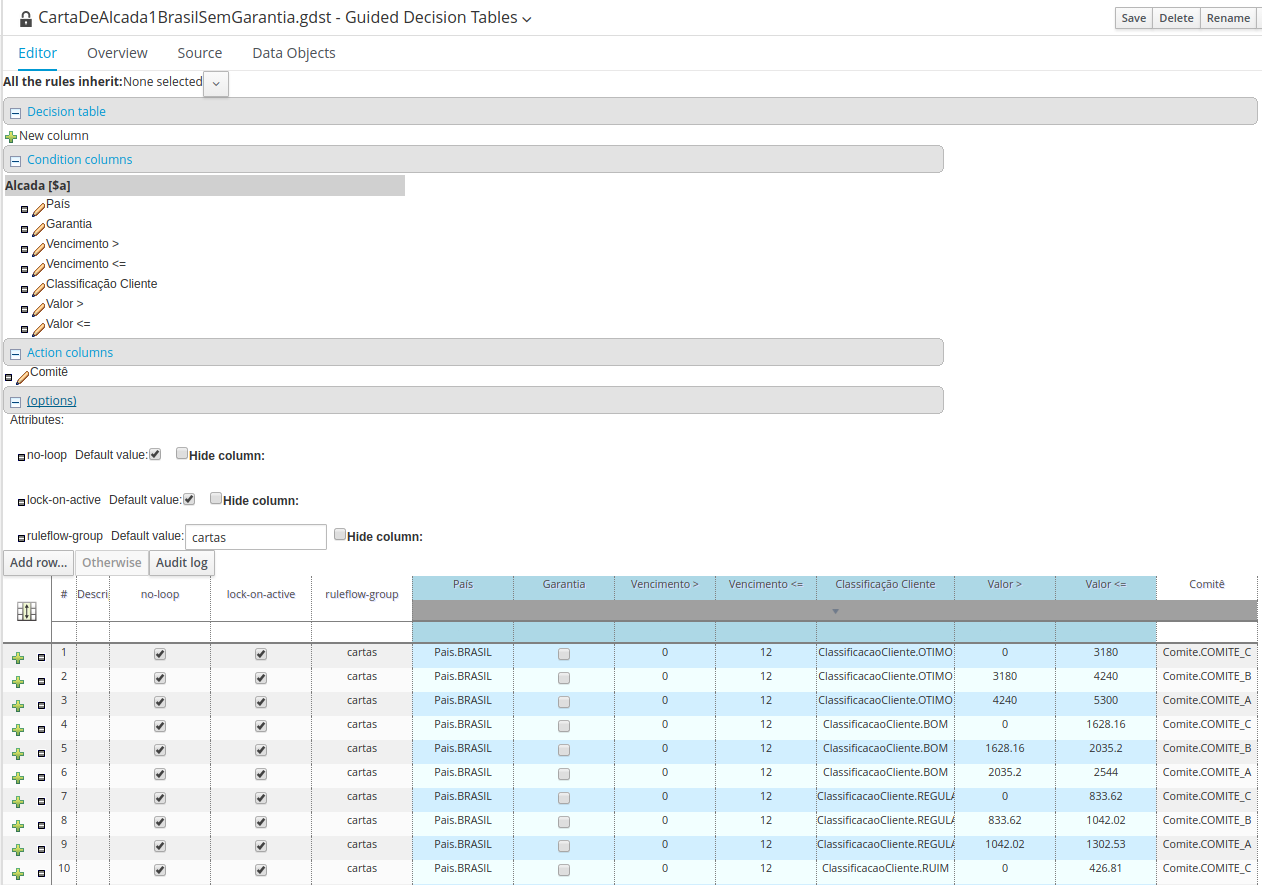 CartaDeAlcada1BrasilSemGarantia.gdst - Guided Decision Tables
Save Delete Rename
Editor Overview Source Data Objects
All the rules inherit:None selected
Decision table
New column
Condition columns
Alcada [$a]
País
Garantia
Vencimento >
Vencimento <=
Classificação Cliente
Valor >
Valor <=
Action columns
Comitê
(options)
Attributes:
no-loop Default value: Hide column:
lock-on-active Default value: Hide column:
ruleflow-group Default value: cartas Hide column:
Add row... Otherwise Audit log
# Descri no-loop lock-on-active ruleflow-group País Garantia Vencimento > Vencimento <= Classificação Cliente Valor > Valor <= Comitê
1 cartas Pais.BRASIL 0 12 ClassificacaoCliente.OTIMO 0 3180 Comite.COMITE_C
2 cartas Pais.BRASIL 0 12 ClassificacaoCliente.OTIMO 3180 4240 Comite.COMITE_B
3 cartas Pais.BRASIL 0 12 ClassificacaoCliente.OTIMO 4240 5300 Comite.COMITE_A
4 cartas Pais.BRASIL 0 12 ClassificacaoCliente.BOM 0 1628.16 Comite.COMITE_C
5 cartas Pais.BRASIL 0 12 ClassificacaoCliente.BOM 1628.16 2035.2 Comite.COMITE_B
6 cartas Pais.BRASIL 0 12 ClassificacaoCliente.BOM 2035.2 2544 Comite.COMITE_A
7 cartas Pais.BRASIL 0 12 ClassificacaoCliente.REGULA 0 833.62 Comite.COMITE_C
8 cartas Pais.BRASIL 0 12 ClassificacaoCliente.REGULA 833.62 1042.02 Comite.COMITE_B
9 cartas Pais.BRASIL 0 12 ClassificacaoCliente.REGULA 1042.02 1302.53 Comite.COMITE_A
10 cartas Pais.BRASIL 0 12 ClassificacaoCliente.RUIM 0 426.81 Comite.COMITE_C